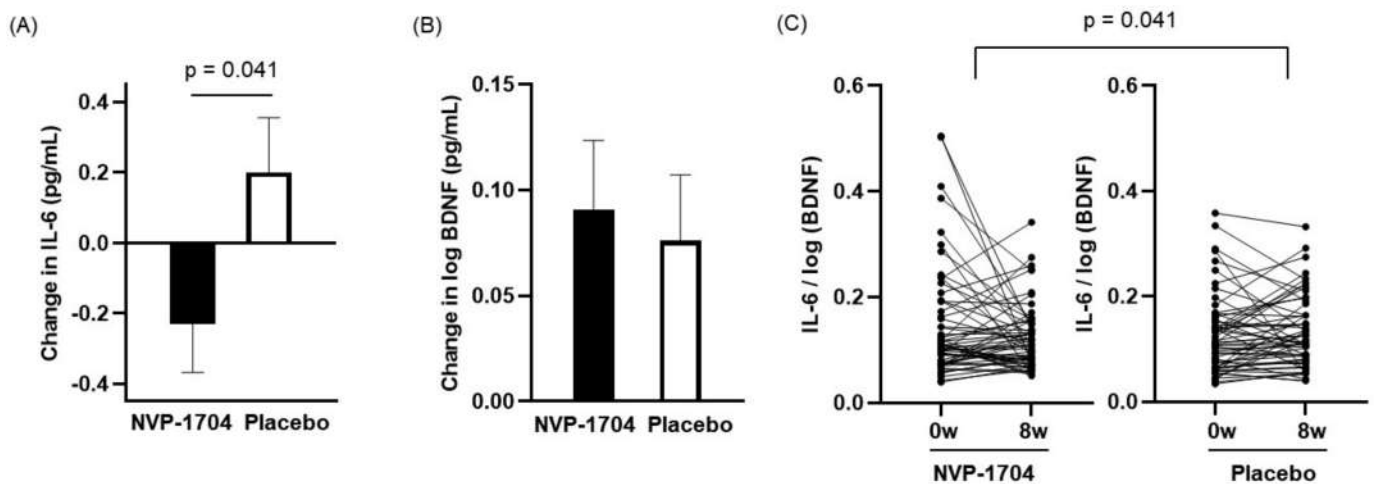 (A)
p = 0.041
Change in IL-6 (pg/mL)
0.4
0.2
0.0
-0.2
-0.4
NVP-1704 Placebo
(B)
Change in log BDNF (pg/mL)
0.15
0.10
0.05
0.00
NVP-1704 Placebo
(C)
p = 0.041
IL-6 / log (BDNF)
0.6
0.4
0.2
0.0
0w 8w
NVP-1704
IL-6 / log (BDNF)
0.6
0.4
0.2
0.0
0w 8w
Placebo